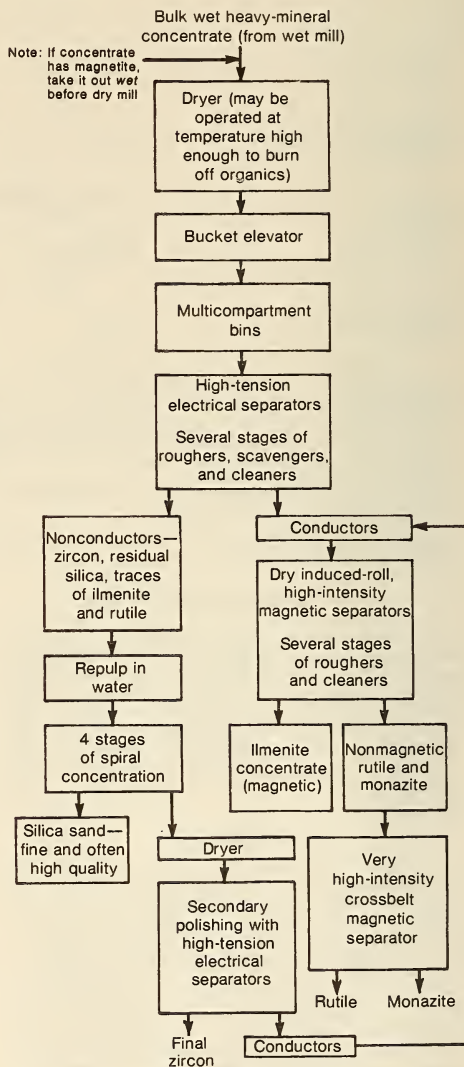 Bulk wet heavy-mineral
concentrate (from wet mill)
Note: If concentrate
has magnetite,
take it out wet
before dry mill
Dryer (may be
operated at
temperature high
enough to burn
off organics)
Bucket elevator
Multicompartment
bins
High-tension
electrical separators
Several stages of
roughers, scavengers,
and cleaners
Nonconductors—
zircon, residual
silica, traces
of ilmenite
and rutile
Conductors
Dry induced-roll,
high-intensity
magnetic separators
Several stages
of roughers
and cleaners
Repulp in
water
4 stages
of spiral
concentration
Ilmenite
concentrate
(magnetic)
Nonmagnetic
rutile and
monazite
Silica sand—
fine and often
high quality
Dryer
Very
high-intensity
crossbelt
magnetic
separator
Secondary
polishing with
high-tension
electrical
separators
Rutile
Monazite
Final
zircon
Conductors